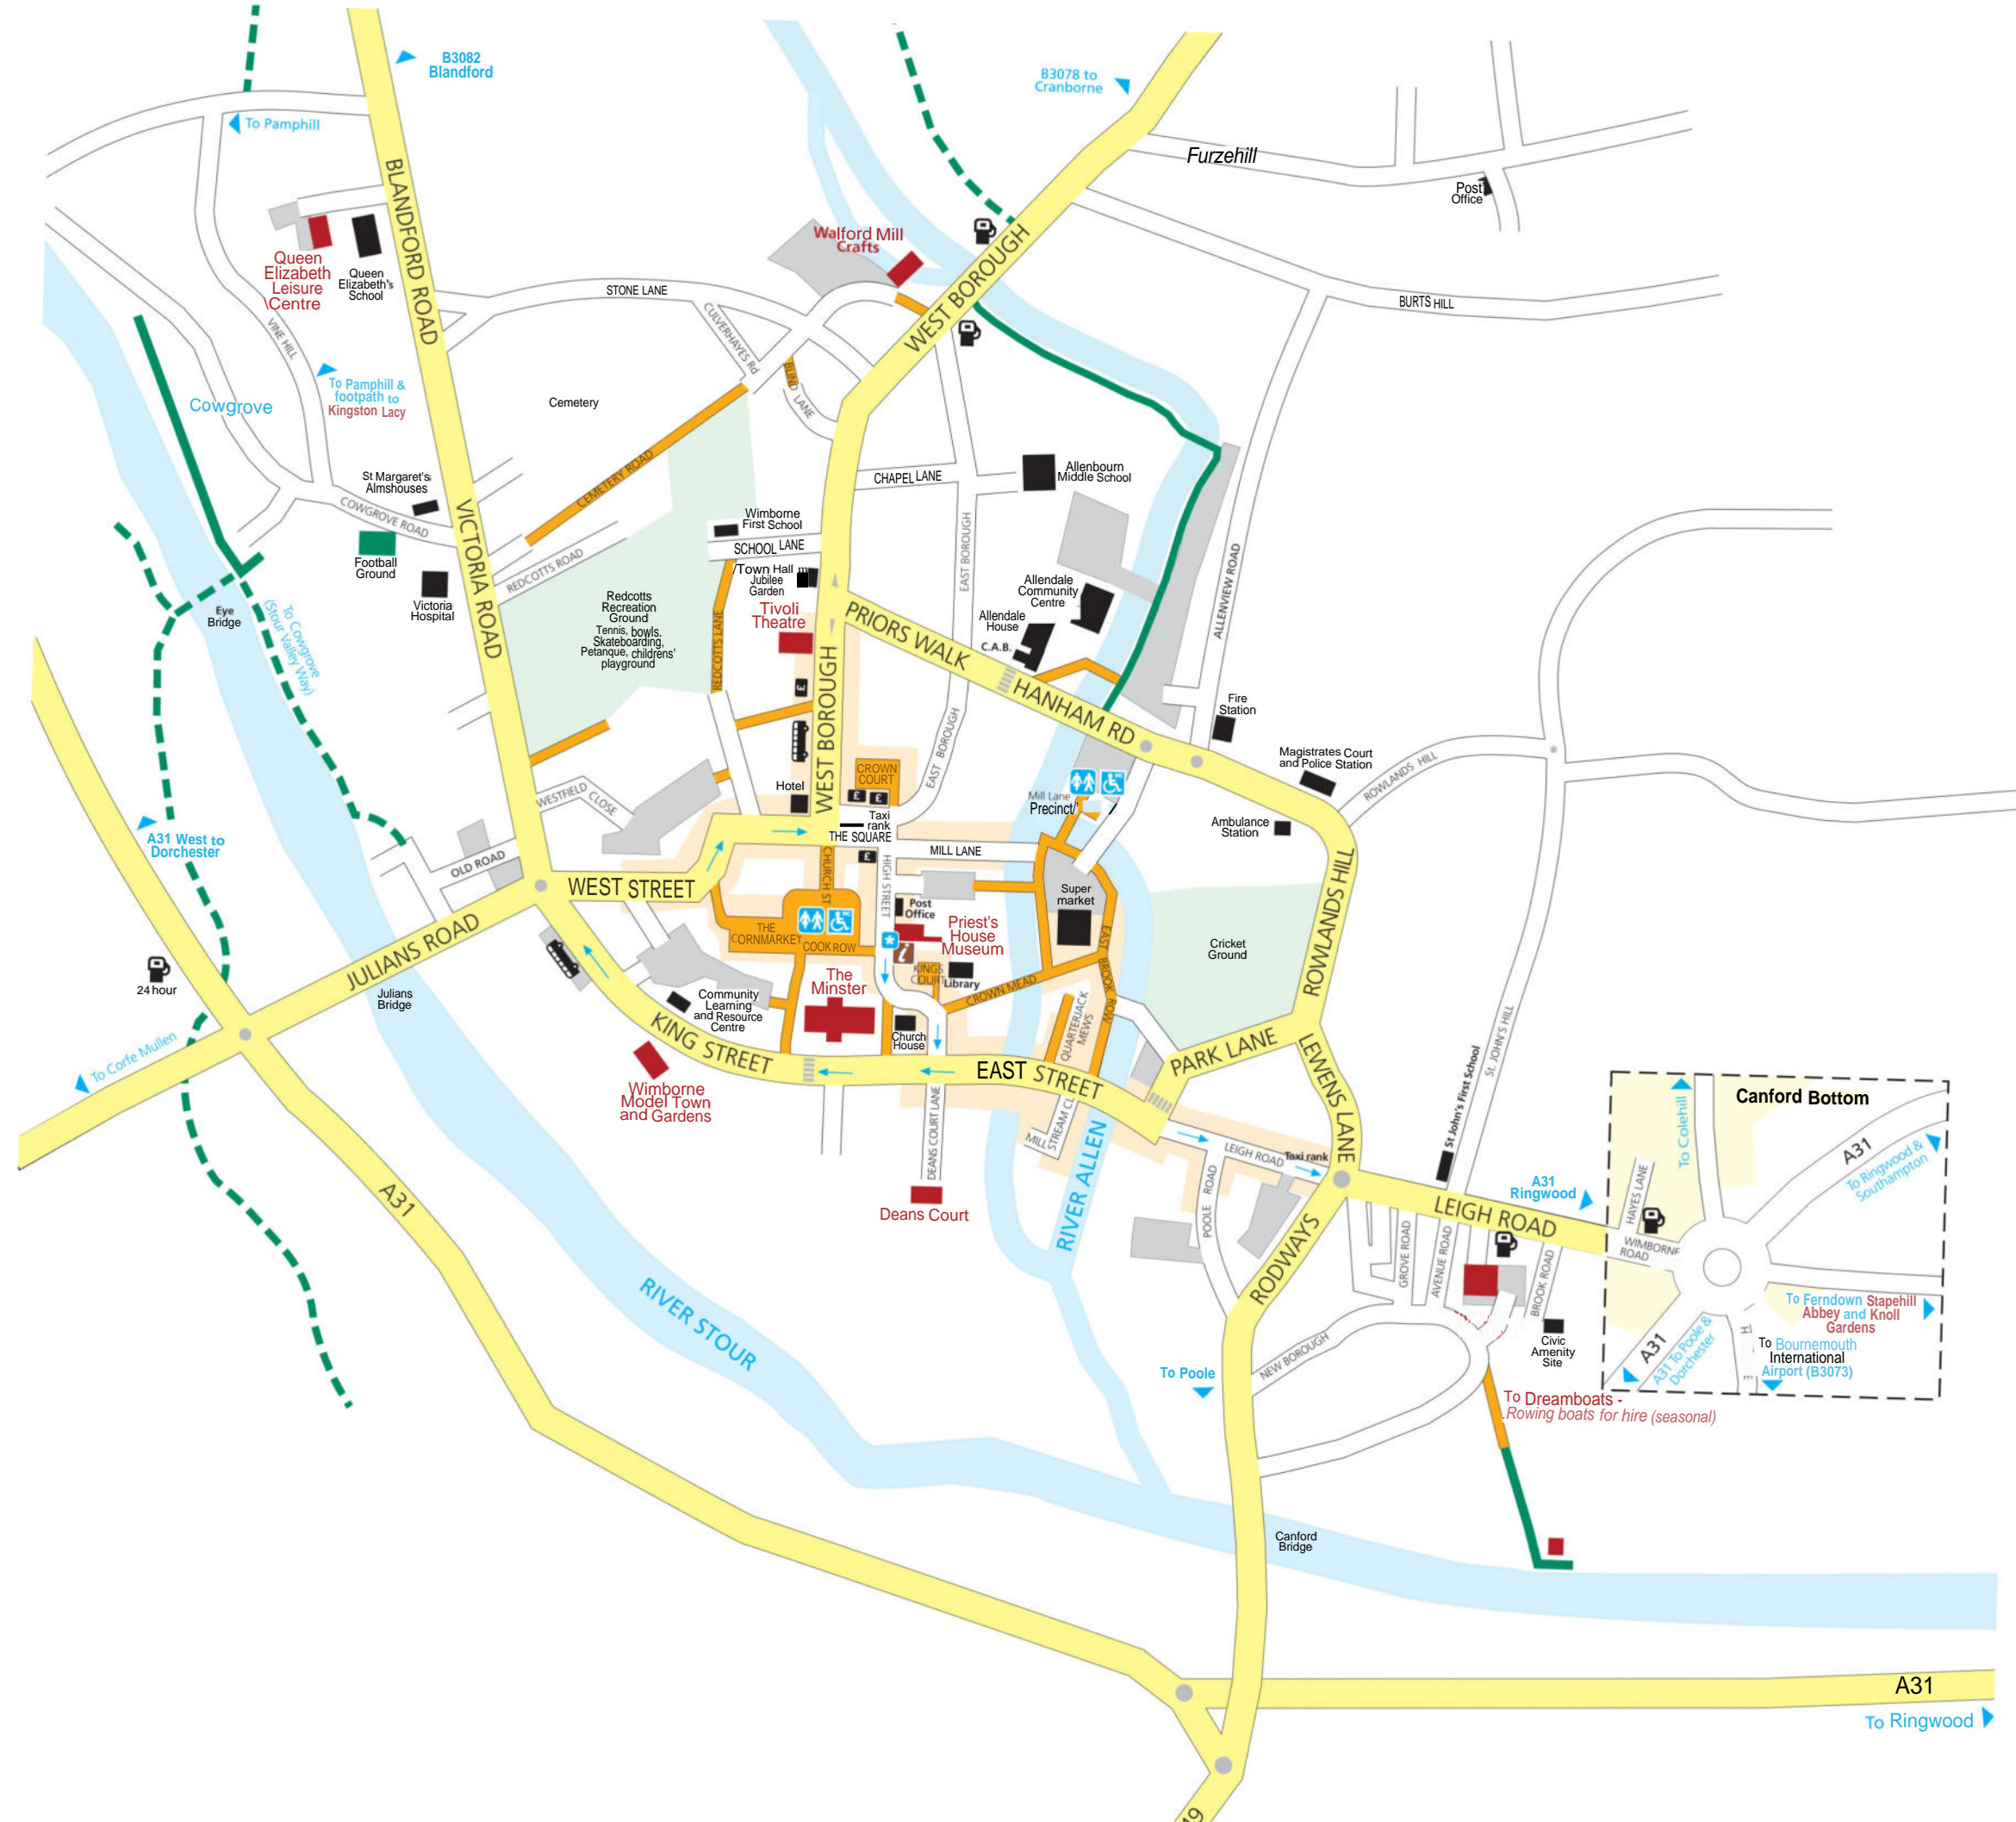 B3082
Blandford
B3078 to
Cranborne
To Pamphill
Furzehill
Post
Office
BLANDFORD ROAD
Walford Mill
Crafts
Queen
Elizabeth
Leisure
\Centre
Queen
Elizabeth's
School
WEST BOROUGH
STONE LANE
BURTS HILL
VINE HILL
CULVERHAYES Rd
To Pamphill &
footpath to
Kingston Lacy
Cowgrove
Cemetery
BLIND LANE
St Margaret's
Almshouses
CEMETERY ROAD
CHAPEL LANE
Allenbourn
Middle School
COWGROVE ROAD
VICTORIA ROAD
Wimborne
First School
SCHOOL LANE
EAST BOROUGH
Football
Ground
REDCOTTS ROAD
/Town Hall
Jubilee
Garden
ALLENVIEW ROAD
Victoria
Hospital
Eye
Bridge
To Cowgrove
(Stour Valley Way)
Redcotts
Recreation
Ground
Tennis, bowls.
Skateboarding,
Petanque, childrens'
playground
REDCOTTS LANE
Tivoli
Theatre
PRIORS WALK
Allendale
Community
Centre
Allendale
House
C.A.B.
HANHAM RD
WEST BOROUGH
EAST BOROUGH
Fire
Station
Magistrates Court
and Police Station
ROWLANDS HILL
CROWN
COURT
Hotel
WESTFIELD CLOSE
Mill Lane
Precinct/'
Taxi
rank
THE SQUARE
MILL LANE
Ambulance
Station
A31 West to
Dorchester
OLD ROAD
WEST STREET
CHURCH ST
HIGH STREET
Super
market
ROWLANDS HILL
Post
Office
Priest's
House
Museum
THE
CORNMARKET
COOK ROW
Cricket
Ground
JULIANS ROAD
24 hour
Julians
Bridge
KINGS
COURT
Library
CROWN MEAD
EAST BROOK ROW
The
Minster
Community
Learning
and Resource
Centre
Church
House
QUARTERJACK
MEWS
To Corfe Mullen
KING STREET
EAST STREET
PARK LANE
LEWENS LANE
St. JOHN'S HILL
St John's First School
Wimborne
Model Town
and Gardens
DEANS COURT LANE
MILL STREAM CL
RIVER ALLEN
LEIGH ROAD
Taxi rank
POOLE ROAD
Deans Court
A31
A31
Ringwood
LEIGH ROAD
Canford Bottom
To Colehill
A31
To Ringwood &
Southampton
HAYES LANE
WIMBORNE
ROAD
RODWAYS
GROVE ROAD
AVENUE ROAD
BROOK ROAD
To Ferndown Stapehill
Abbey and Knoll
Gardens
A31
A31 To Poole &
Dorchester
H
E
To Bournemouth
International
Airport (B3073)
RIVER STOUR
NEW BOROUGH
Civic
Amenity
Site
To Poole
To Dreamboats -
.Rowing boats for hire (seasonal)
Canford
Bridge
A31
To Ringwood